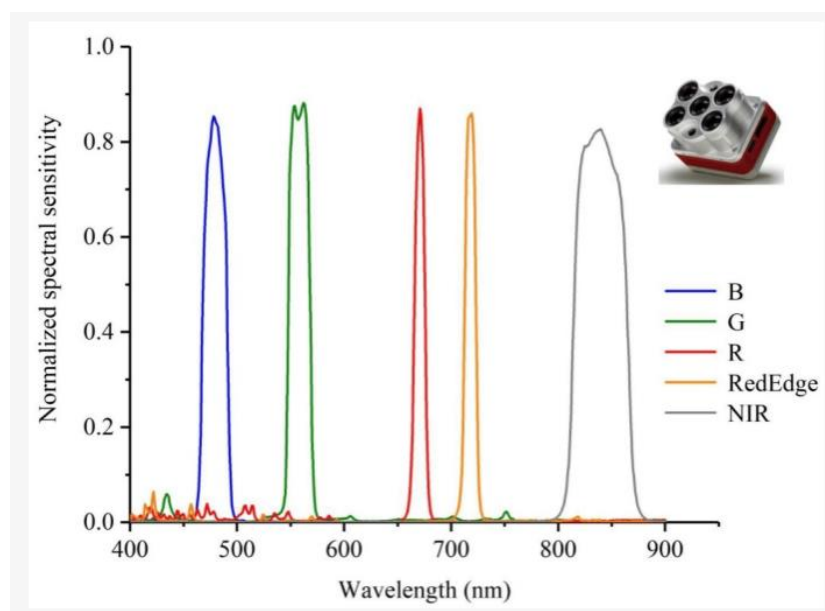 Normalized spectral sensitivity
1.0
0.8
0.6
0.4
0.2
0.0
400
500
600
700
800
900
Wavelength (nm)
B
G
R
RedEdge
NIR